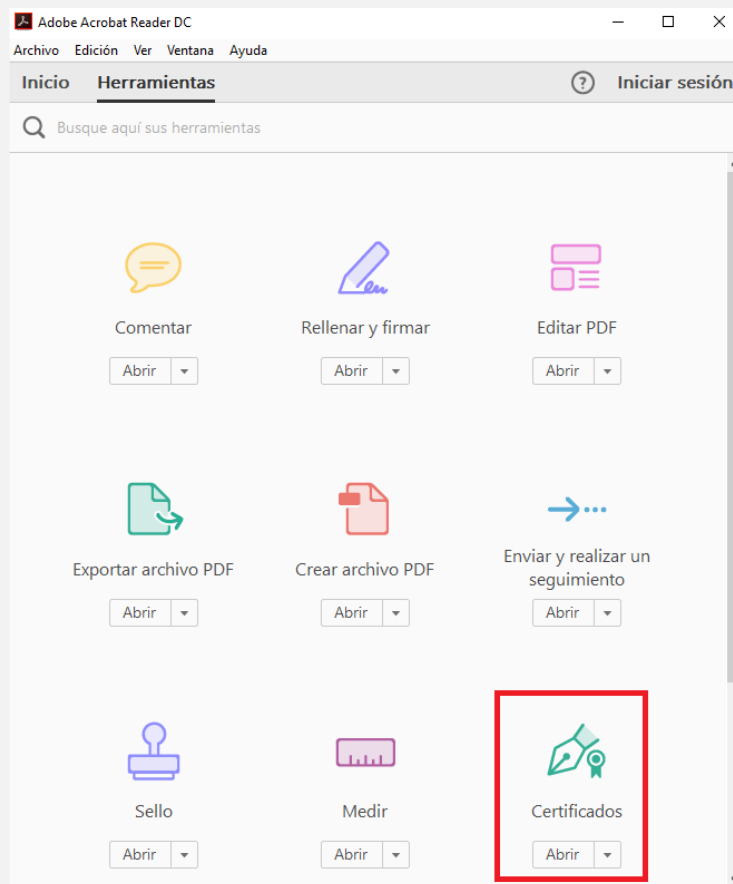 Adobe Acrobat Reader DC
Archivo Edición Ver Ventana Ayuda
Inicio Herramientas ? Iniciar sesión
Busque aquí sus herramientas
Comentar Rellenar y firmar Editar PDF
Abrir Abrir Abrir
Exportar archivo PDF Crear archivo PDF Enviar y realizar un
seguimiento
Abrir Abrir Abrir
Sello Medir Certificados
Abrir Abrir Abrir